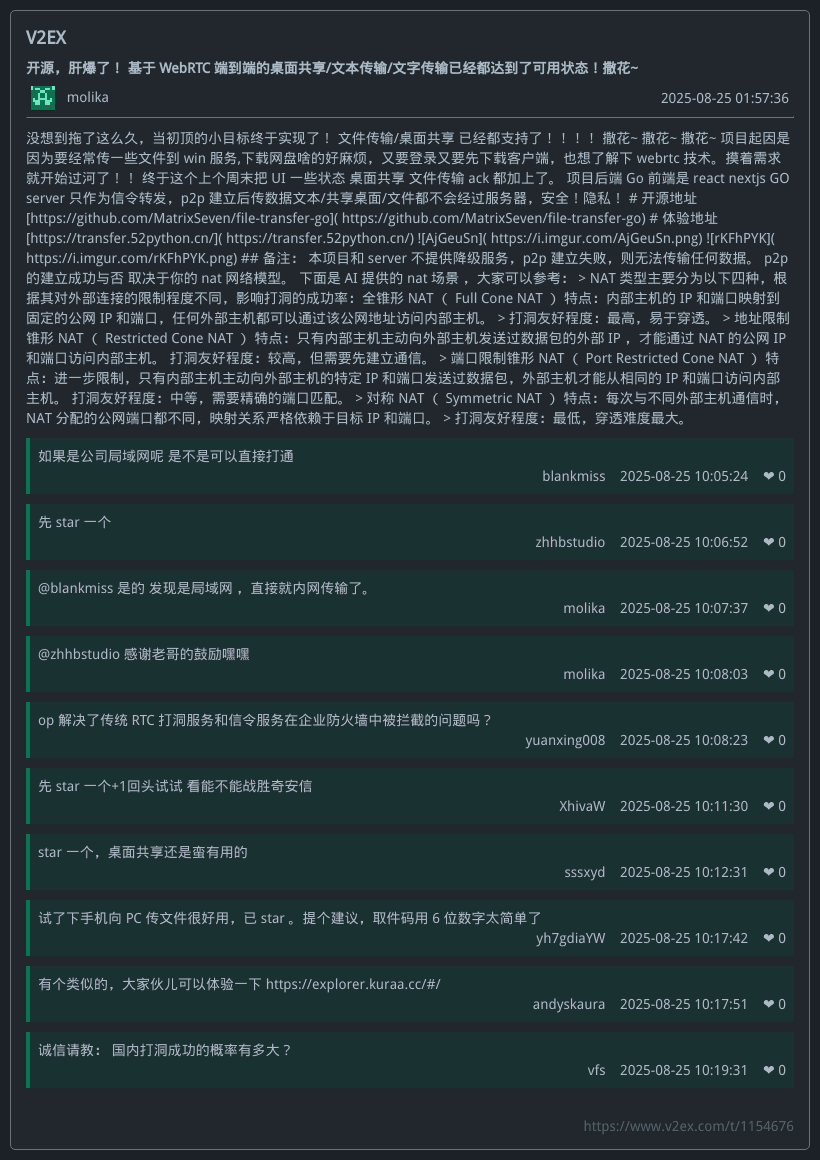 V2EX
开源，肝爆了！ 基于 WebRTC 端到端的桌面共享/文本传输/文字传输已经都达到了可用状态！撒花~
molika
2025-08-25 01:57:36
没想到拖了这么久，当初顶的小目标终于实现了！ 文件传输/桌面共享 已经都支持了！！！！ 撒花~ 撒花~ 撒花~ 项目起因是
因为要经常传一些文件到 win 服务,下载网盘啥的好麻烦，又要登录又要先下载客户端，也想了解下 webrtc 技术。摸着需求
就开始过河了！！ 终于这个上个周末把 UI 一些状态 桌面共享 文件传输 ack 都加上了。 项目后端 Go 前端是 react nextjs GO
server 只作为信令转发，p2p 建立后传数据文本/共享桌面/文件都不会经过服务器，安全！隐私！ # 开源地址
[https://github.com/MatrixSeven/file-transfer-go]( https://github.com/MatrixSeven/file-transfer-go) # 体验地址
[https://transfer.52python.cn/]( https://transfer.52python.cn/) ![AjGeuSn]( https://i.imgur.com/AjGeuSn.png) ![rKFhPYK](
https://i.imgur.com/rKFhPYK.png) ## 备注： 本项目和 server 不提供降级服务，p2p 建立失败，则无法传输任何数据。 p2p
的建立成功与否 取决于你的 nat 网络模型。 下面是 AI 提供的 nat 场景 ，大家可以参考： > NAT 类型主要分为以下四种，根
据其对外部连接的限制程度不同，影响打洞的成功率：全锥形 NAT （ Full Cone NAT ）特点：内部主机的 IP 和端口映射到
固定的公网 IP 和端口，任何外部主机都可以通过该公网地址访问内部主机。 > 打洞友好程度：最高，易于穿透。 > 地址限制
锥形 NAT （ Restricted Cone NAT ）特点：只有内部主机主动向外部主机发送过数据包的外部 IP ，才能通过 NAT 的公网 IP
和端口访问内部主机。 打洞友好程度：较高，但需要先建立通信。 > 端口限制锥形 NAT （ Port Restricted Cone NAT ）特
点：进一步限制，只有内部主机主动向外部主机的特定 IP 和端口发送过数据包，外部主机才能从相同的 IP 和端口访问内部
主机。 打洞友好程度：中等，需要精确的端口匹配。 > 对称 NAT （ Symmetric NAT ）特点：每次与不同外部主机通信时，
NAT 分配的公网端口都不同，映射关系严格依赖于目标 IP 和端口。 > 打洞友好程度：最低，穿透难度最大。
如果是公司局域网呢 是不是可以直接打通
blankmiss 2025-08-25 10:05:24 ❤ 0
先 star 一个
zhhbstudio 2025-08-25 10:06:52 ❤ 0
@blankmiss 是的 发现是局域网 ，直接就内网传输了。
molika 2025-08-25 10:07:37 ❤ 0
@zhhbstudio 感谢老哥的鼓励嘿嘿
molika 2025-08-25 10:08:03 ❤ 0
op 解决了传统 RTC 打洞服务和信令服务在企业防火墙中被拦截的问题吗？
yuanxing008 2025-08-25 10:08:23 ❤ 0
先 star 一个+1回头试试 看能不能战胜奇安信
XhivaW 2025-08-25 10:11:30 ❤ 0
star 一个，桌面共享还是蛮有用的
sssxyd 2025-08-25 10:12:31 ❤ 0
试了下手机向 PC 传文件很好用，已 star 。提个建议，取件码用 6 位数字太简单了
yh7gdiaYW 2025-08-25 10:17:42 ❤ 0
有个类似的，大家伙儿可以体验一下 https://explorer.kuraa.cc/#/
andyskaura 2025-08-25 10:17:51 ❤ 0
诚信请教： 国内打洞成功的概率有多大？
vfs 2025-08-25 10:19:31 ❤ 0
https://www.v2ex.com/t/1154676